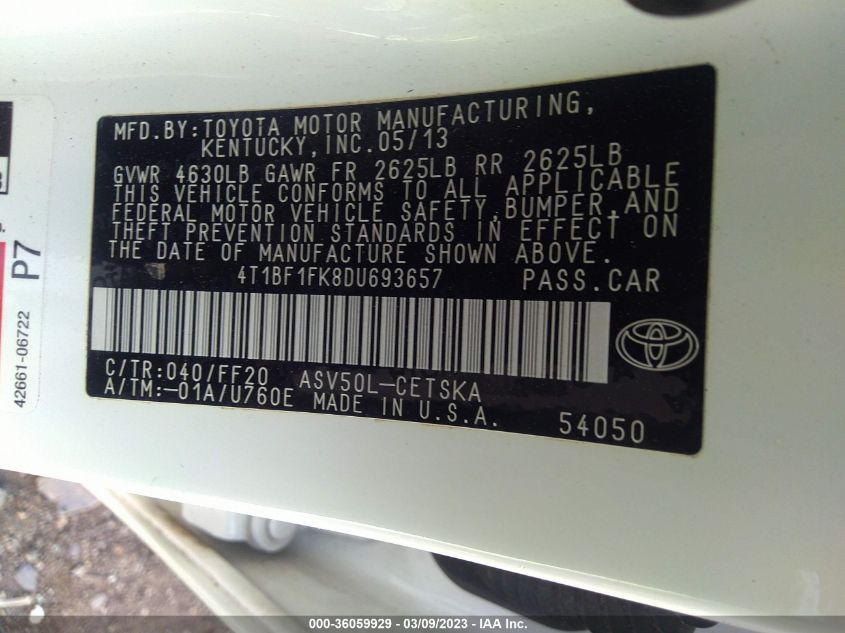 MFD.BY:TOYOTA MOTOR MANUFACTURING,
KENTUCKY,INC.05/13
GVWR 4630LB GAWR FR 2625LB RR 2625LB
THIS VEHICLE CONFORMS TO ALL APPLICABLE
FEDERAL MOTOR VEHICLE SAFETY,BUMPER,AND
THEFT PREVENTION STANDARDS IN EFFECT ON
THE DATE OF MANUFACTURE SHOWN ABOVE.
4T1BF1FK8DU693657 PASS.CAR
C/TR:040/FF20 ASV50L-CETSKA
A/TM:-01A/U760E MADE IN U.S.A.
54050
P7
42661-06722
000-36059929 - 03/09/2023 - IAA Inc.